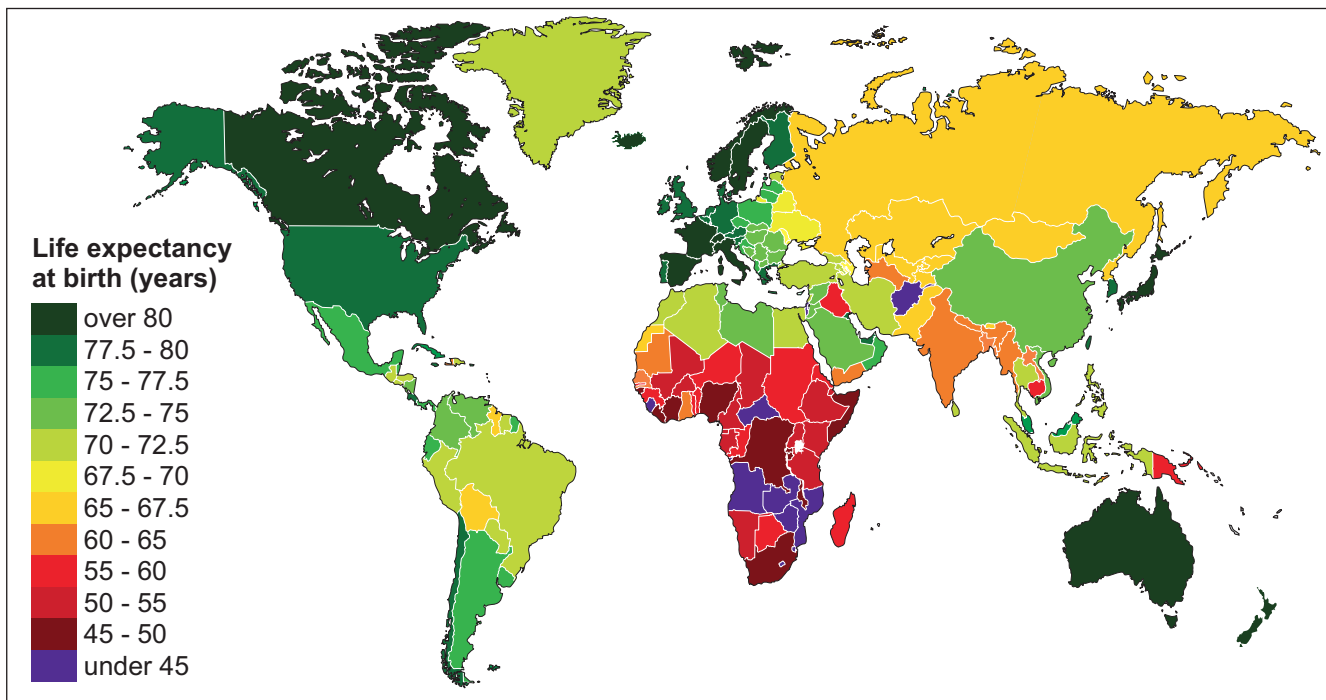 Life expectancy
at birth (years)
over 80
77.5 - 80
75 - 77.5
72.5 - 75
70 - 72.5
67.5 - 70
65 - 67.5
60 - 65
55 - 60
50 - 55
45 - 50
under 45